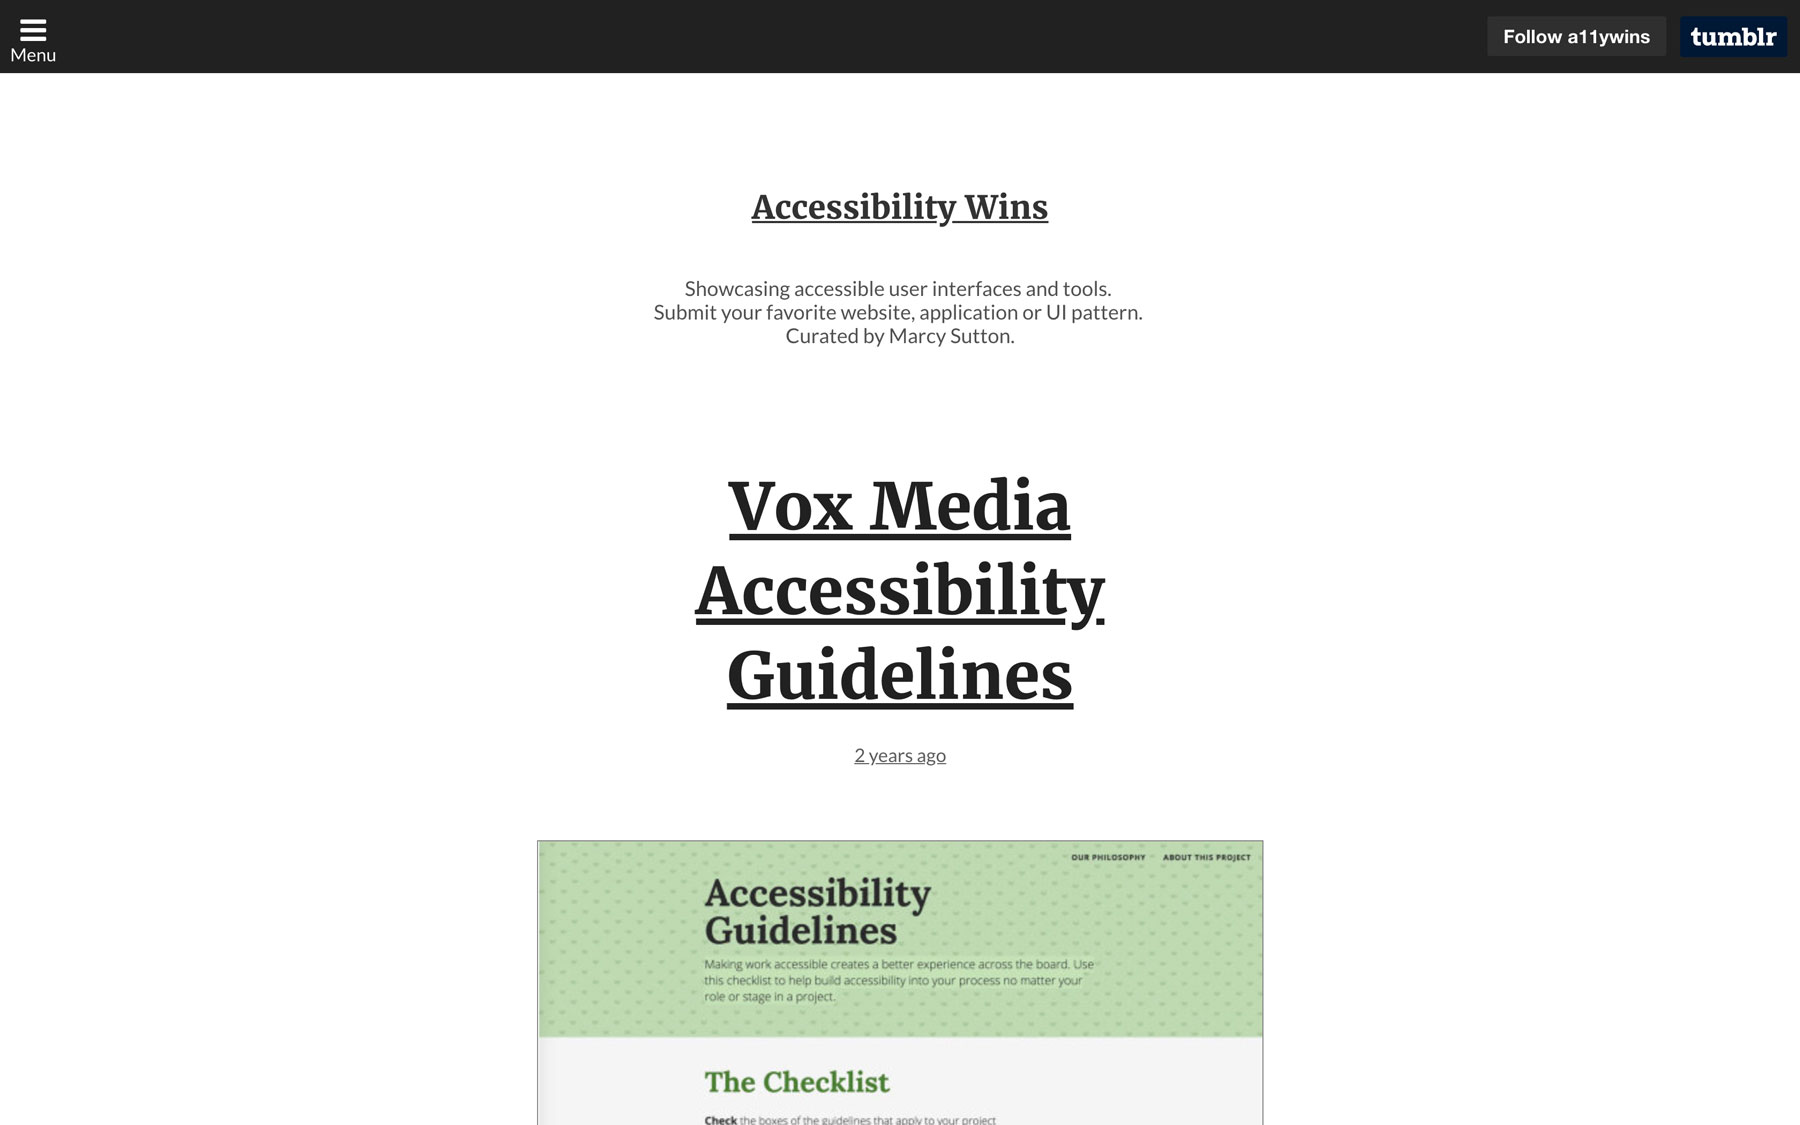 Menu
Follow a11ywins
tumblr
Accessibility Wins
Showcasing accessible user interfaces and tools.
Submit your favorite website, application or UI pattern.
Curated by Marcy Sutton.
Vox Media
Accessibility
Guidelines
2 years ago
OUR PHILOSOPHY ABOUT THIS PROJECT
Accessibility
Guidelines
Making work accessible creates a better experience across the board. Use
this checklist to help build accessibility into your process no matter your
role or stage in a project.
The Checklist
Check the boxes of the guidelines that apply to your project